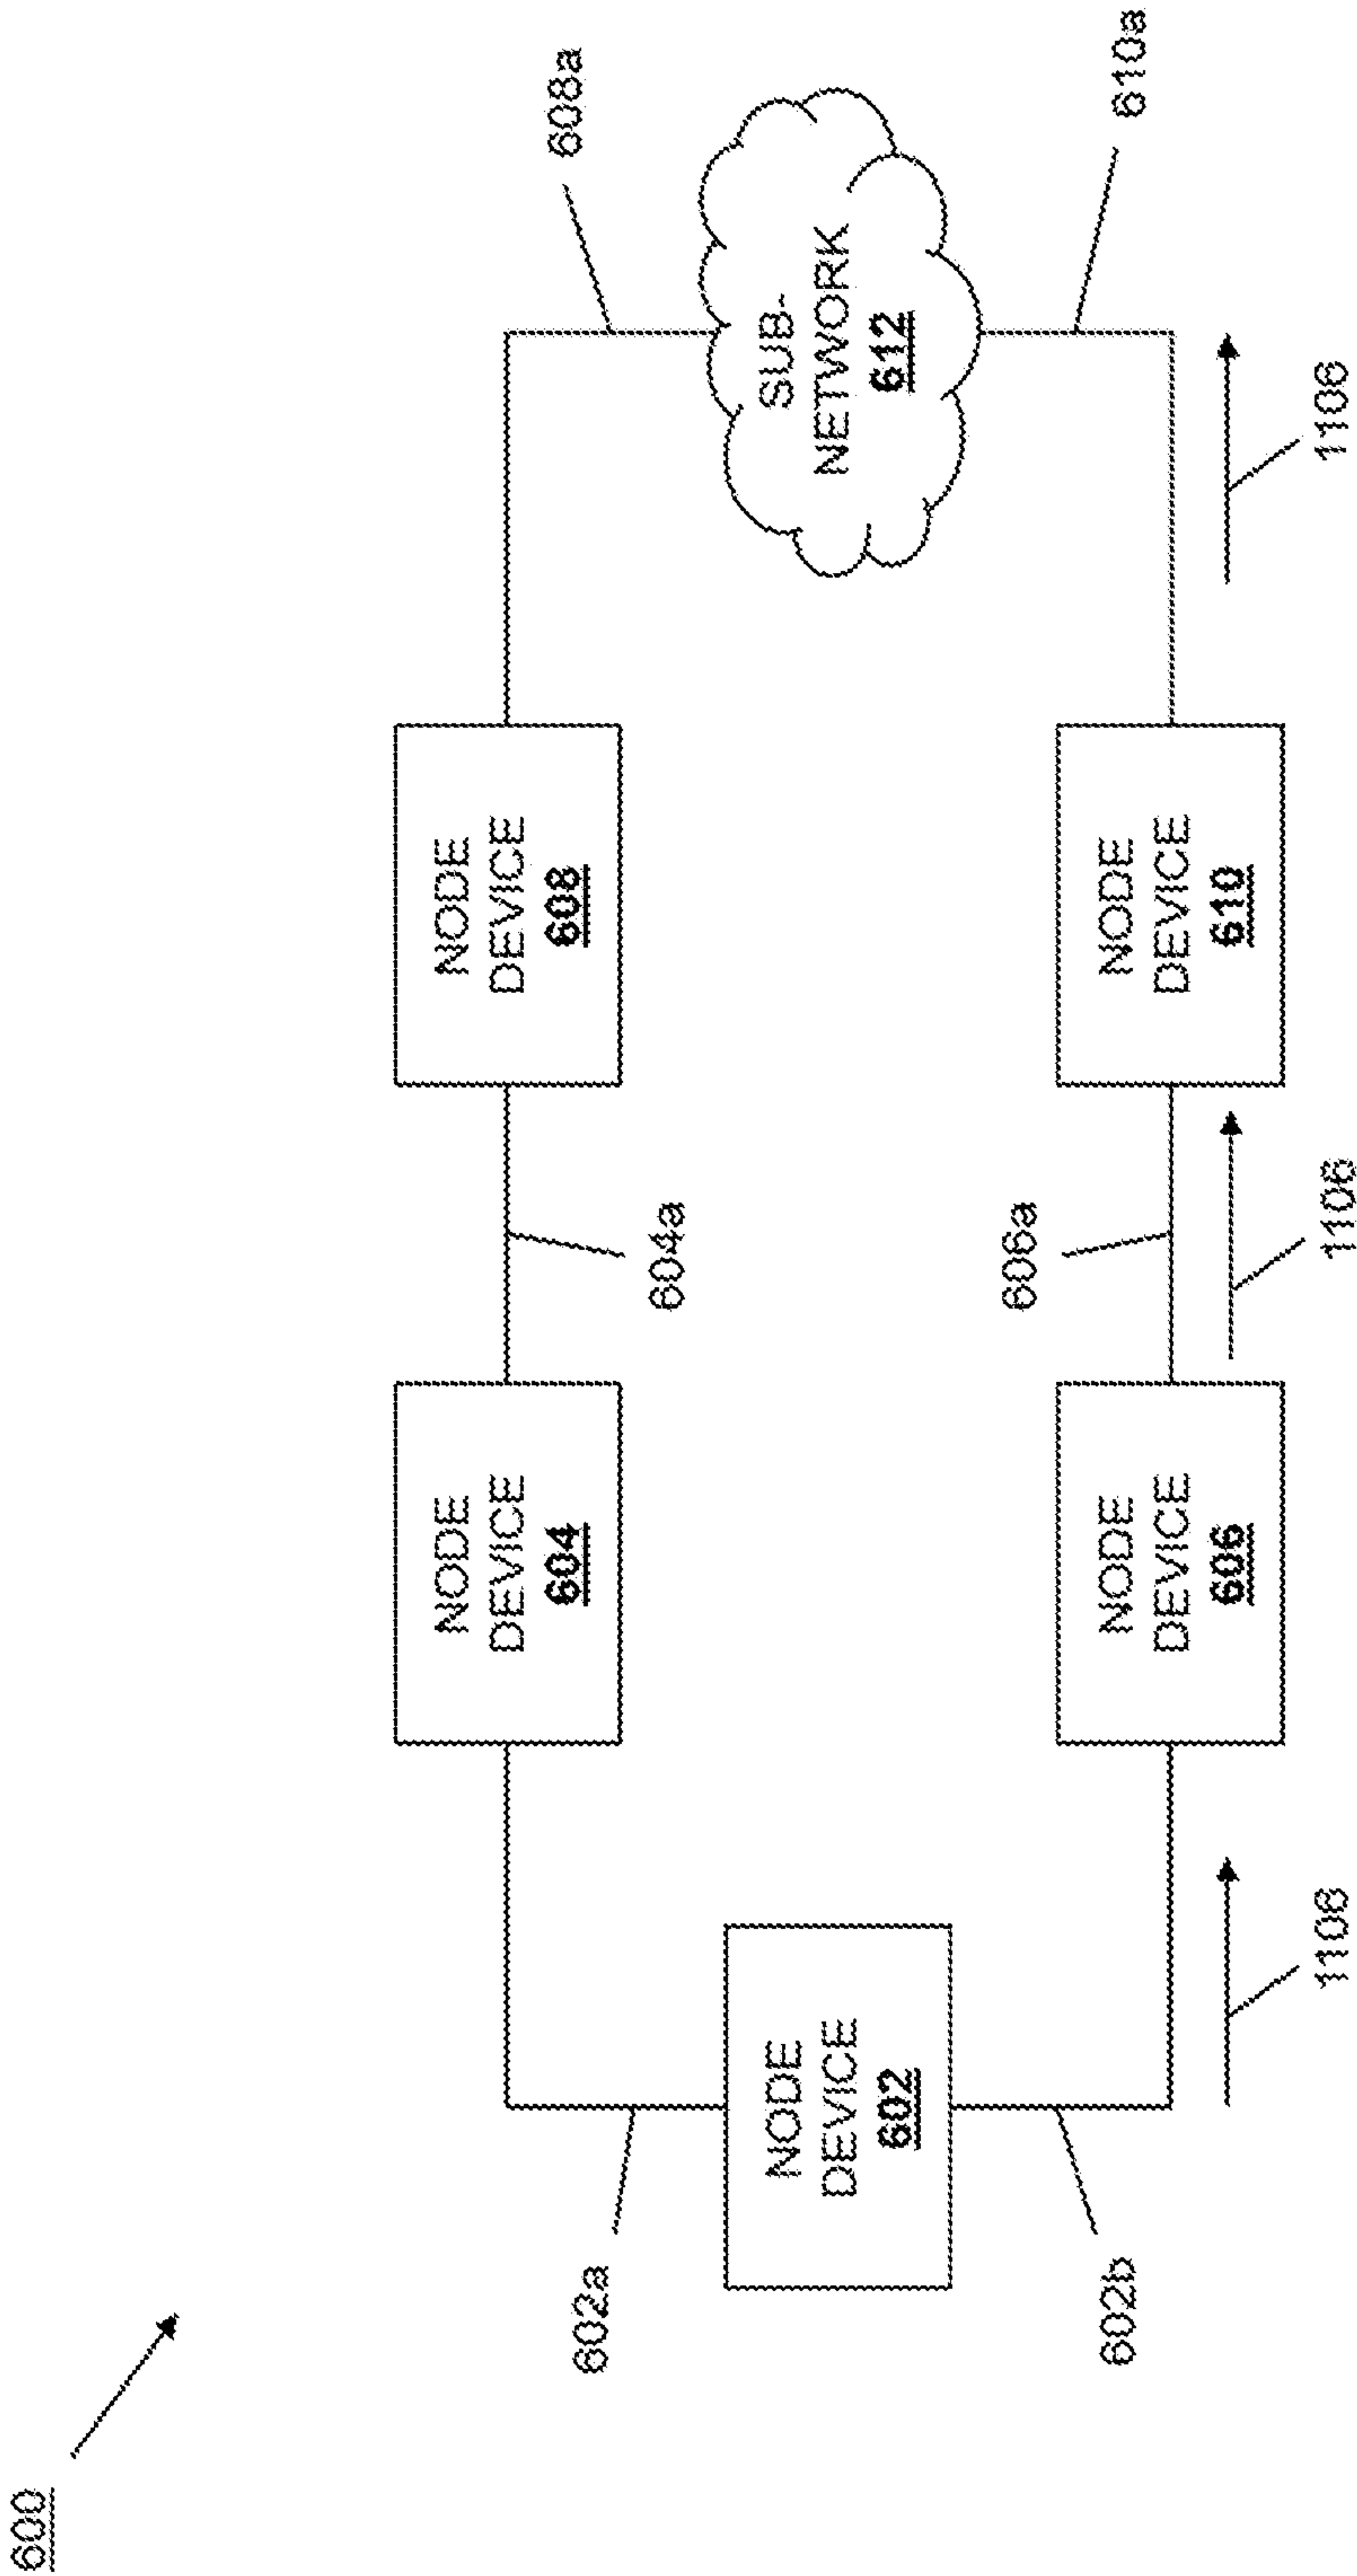 600
602a
NODE
DEVICE
602
602b
NODE
DEVICE
604
604a
NODE
DEVICE
608
608a
SUB-
NETWORK
612
610a
NODE
DEVICE
606
606a
NODE
DEVICE
610
1106
1106
1106